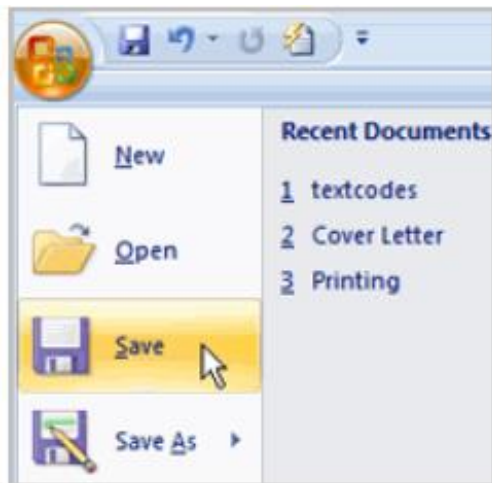 New
Open
Save
Save As
Recent Documents
1 textcodes
2 Cover Letter
3 Printing